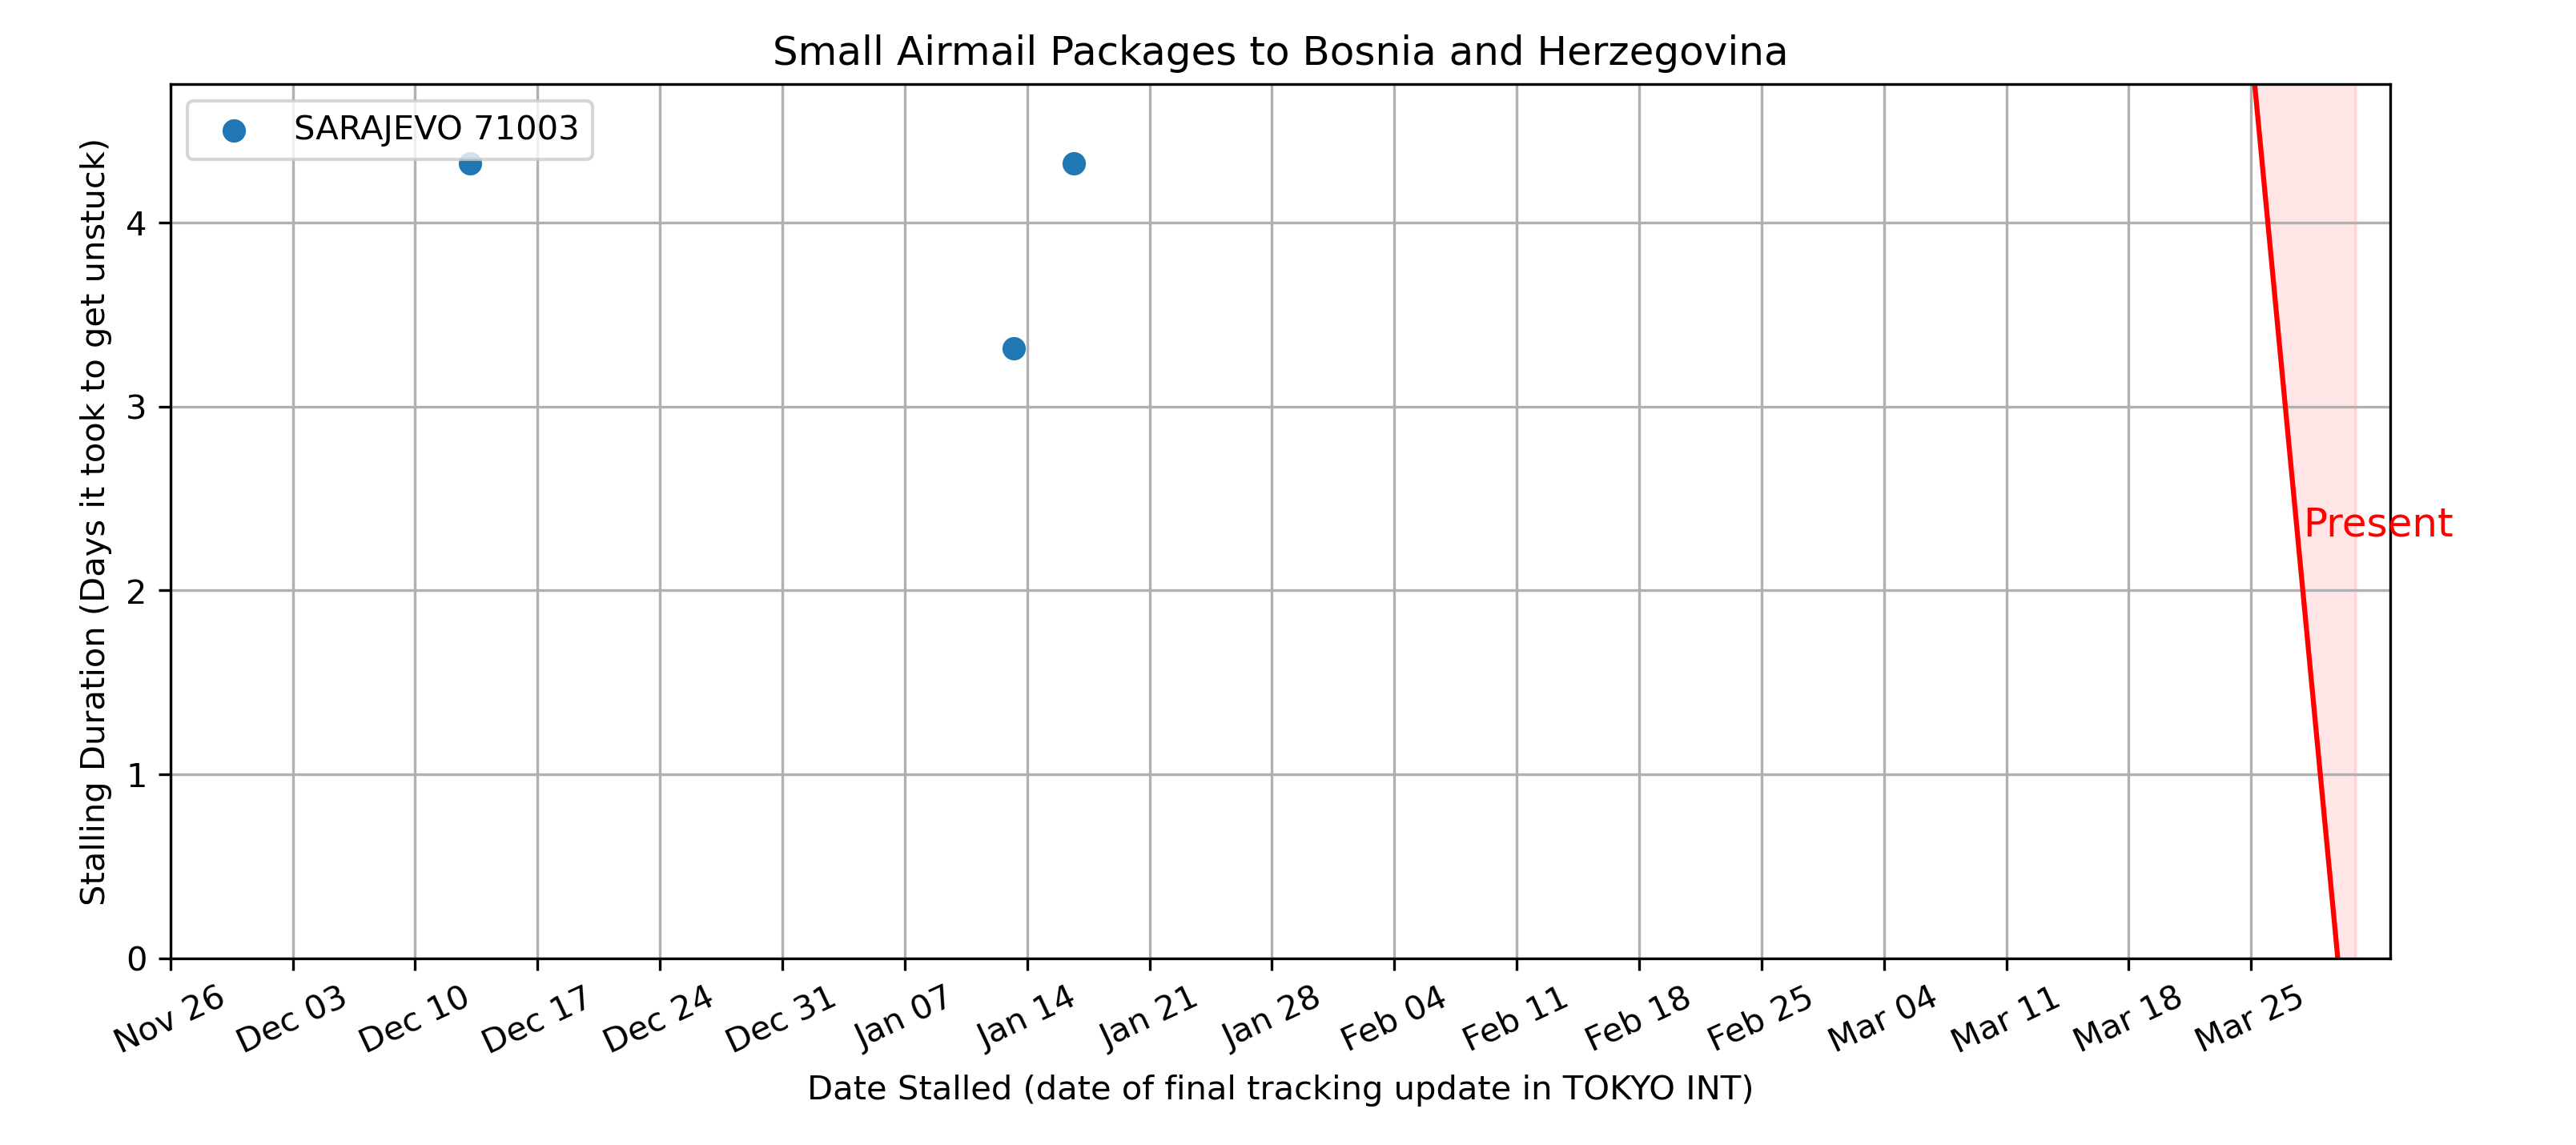 Small Airmail Packages to Bosnia and Herzegovina
SARAJEVO 71003
Stalling Duration (Days it took to get unstuck)
4
3
2
1
0
Present
Nov 26 Dec 03 Dec 10 Dec 17 Dec 24 Dec 31 Jan 07 Jan 14 Jan 21 Jan 28 Feb 04 Feb 11 Feb 18 Feb 25 Mar 04 Mar 11 Mar 18 Mar 25
Date Stalled (date of final tracking update in TOKYO INT)